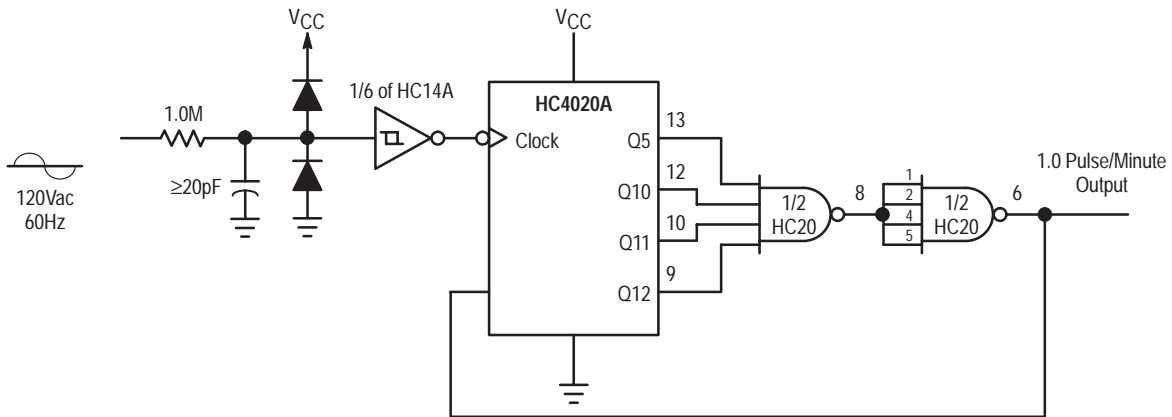 VCC
VCC
1/6 of HC14A
HC4020A
1.0M
13
Clock
Q5
1.0 Pulse/Minute
Output
12
1
≥20pF
1/2
8
2
1/2
6
120Vac
Q10
HC20
4
HC20
60Hz
10
5
Q11
9
Q12